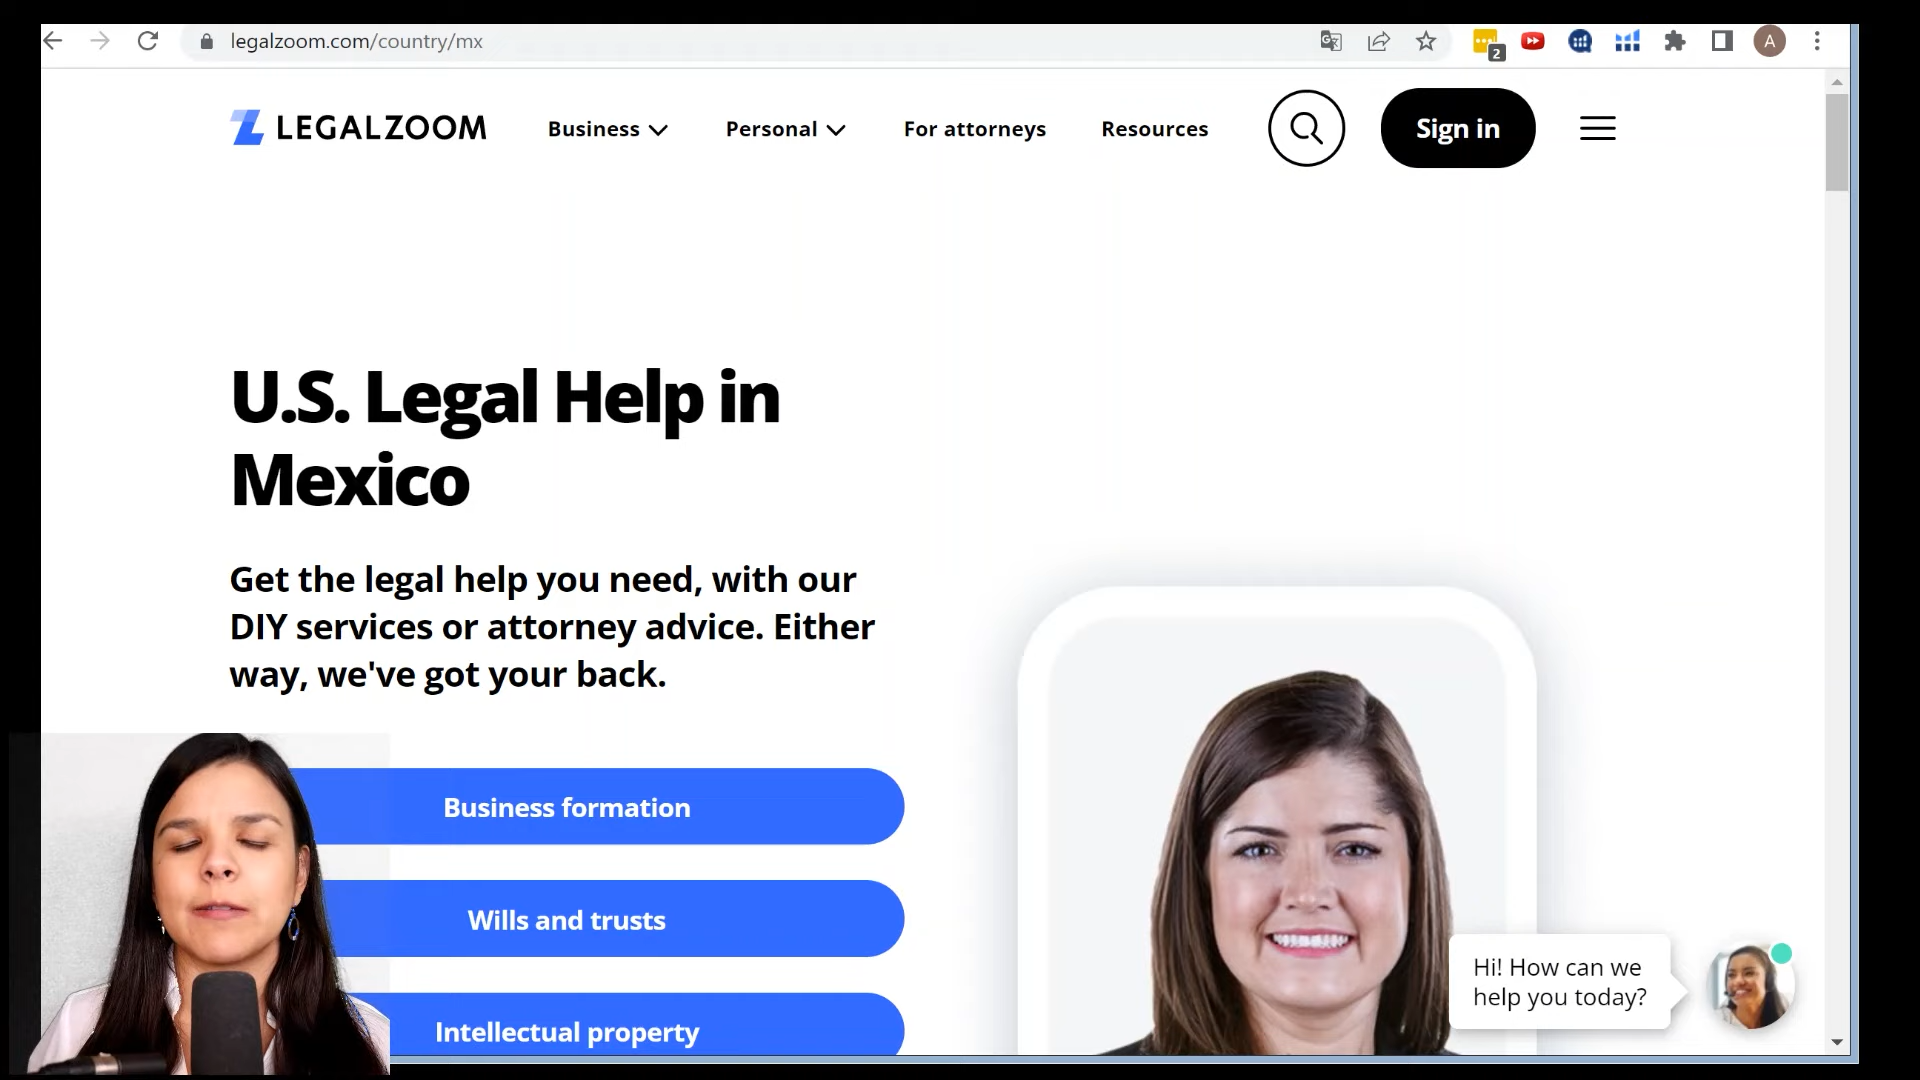 legalzoom.com/country/mx
2
A
LEGALZOOM
Business
Personal
For attorneys
Resources
Sign in
U.S. Legal Help in
Mexico
Get the legal help you need, with our
DIY services or attorney advice. Either
way, we've got your back.
Business formation
Wills and trusts
Intellectual property
Hi! How can we
help you today?